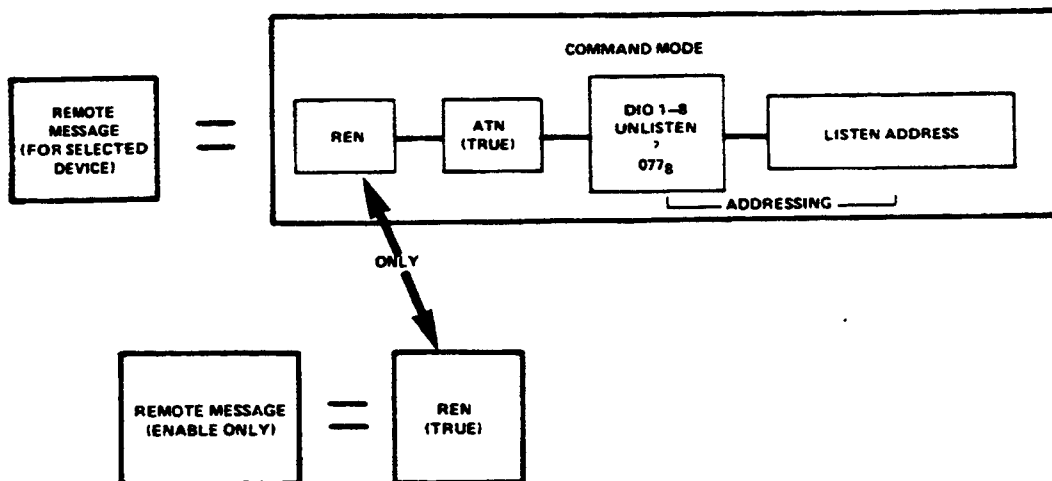 COMMAND MODE
REMOTE
MESSAGE
(FOR SELECTED
DEVICE)
=
REN
ATN
(TRUE)
DIO 1–8
UNLISTEN
?
077₈
LISTEN ADDRESS
ADDRESSING
ONLY
REMOTE MESSAGE
(ENABLE ONLY)
=
REN
(TRUE)